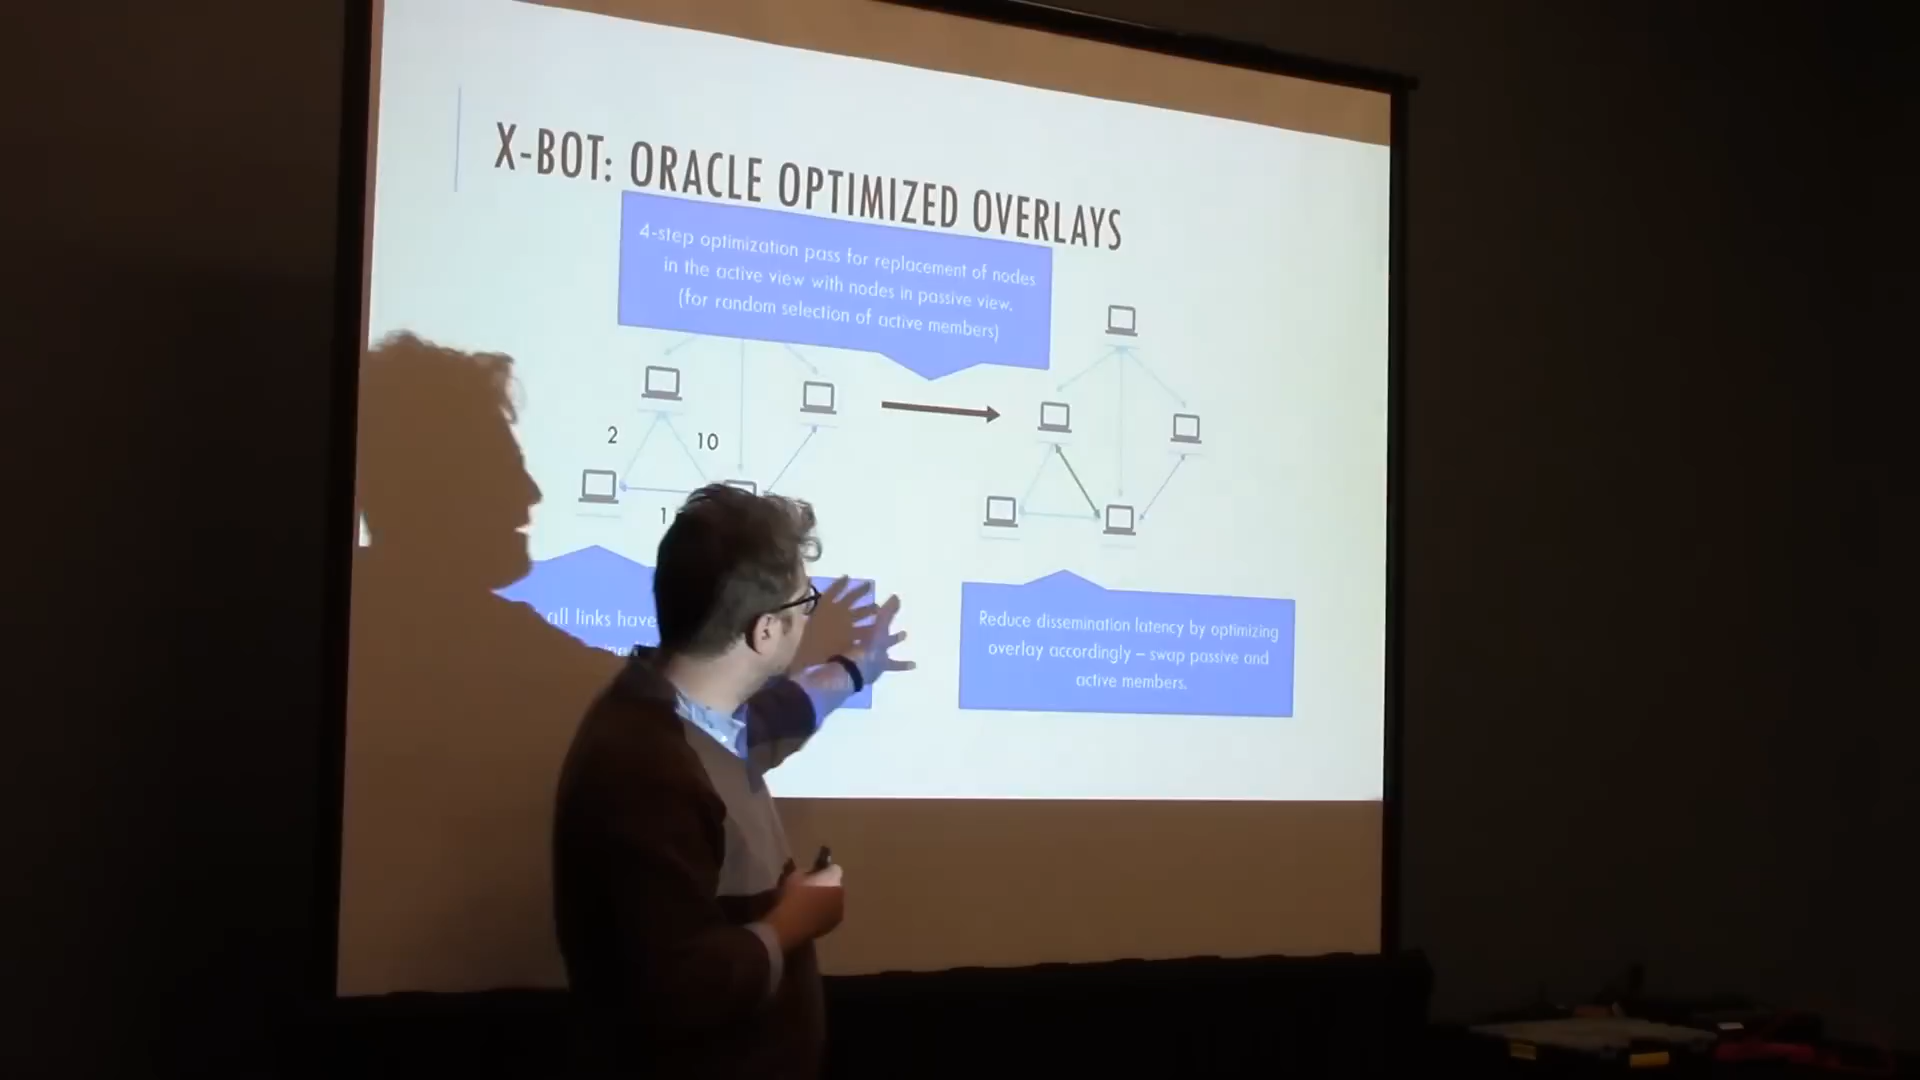 X-BOT: ORACLE OPTIMIZED OVERLAYS
4-step optimization pass for replacement of nodes
in the active view with nodes in passive view.
(for random selection of active members)
2
10
1
all links have
Reduce dissemination latency by optimizing
overlay accordingly – swap passive and
active members.